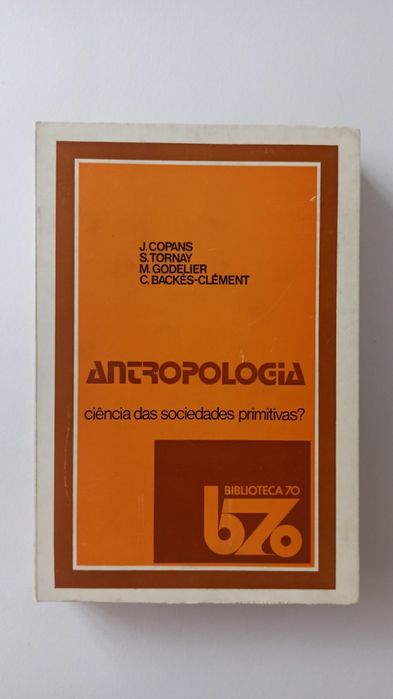 J. COPANS
S. TORNAY
M. GODELIER
C. BACKÈS-CLÉMENT
ANTROPOLOGIA
ciência das sociedades primitivas?
BIBLIOTECA 70
b70